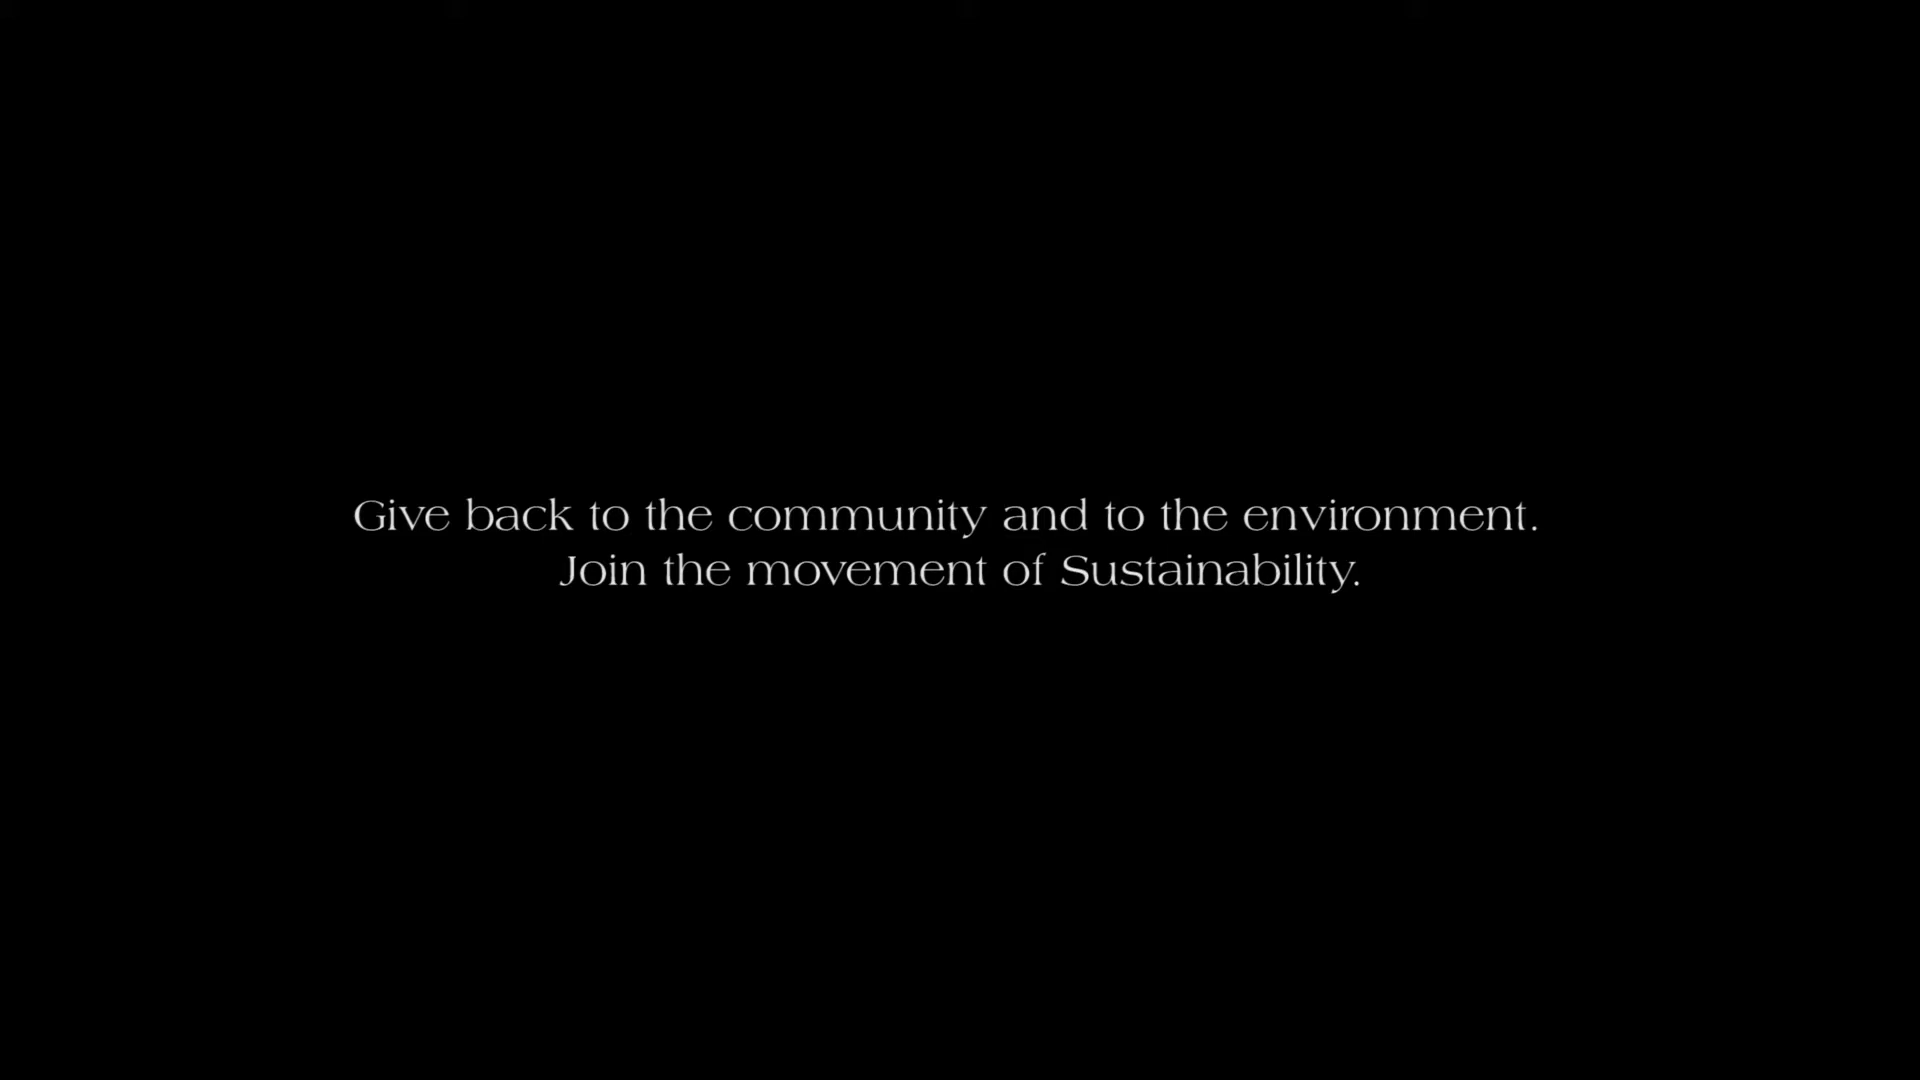 Give back to the community and to the environment.
Join the movement of Sustainability.